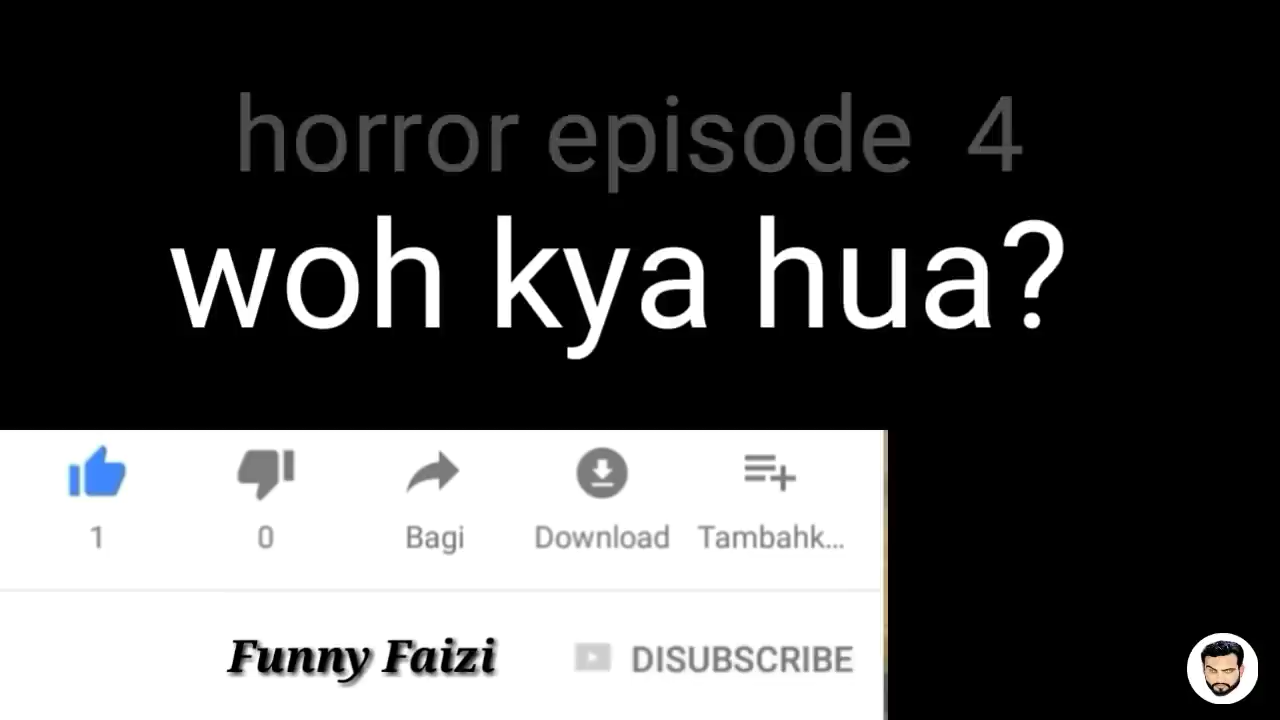 horror episode 4
woh kya hua?
1 0 Bagi Download Tambahk...
Funny Faizi DISUBSCRIBE